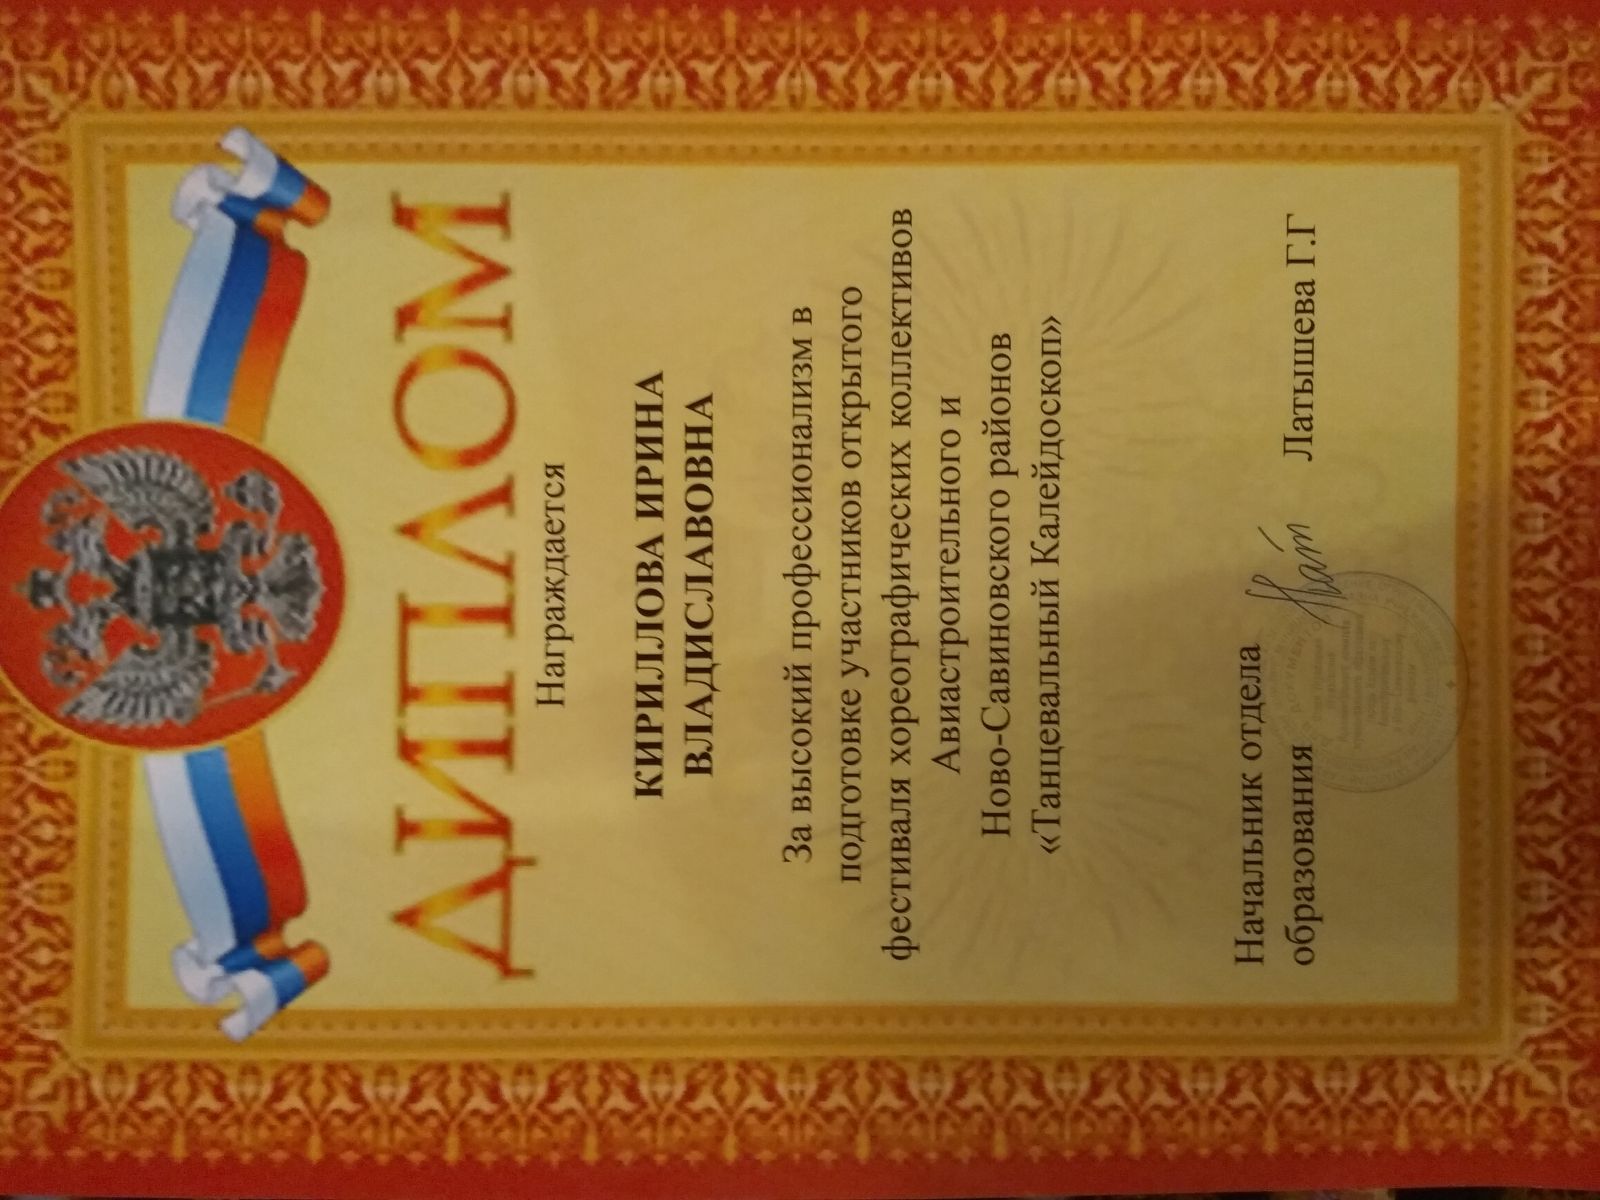 ДИПЛОМ
Награждается
КИРИЛЛОВА ИРИНА
ВЛАДИСЛАВОВНА
За высокий профессионализм в
подготовке участников открытого
фестиваля хореографических коллективов
Авиастроительного и
Ново-Савиновского районов
«Танцевальный Калейдоскоп»
Начальник отдела
образования Латышева Г.Г